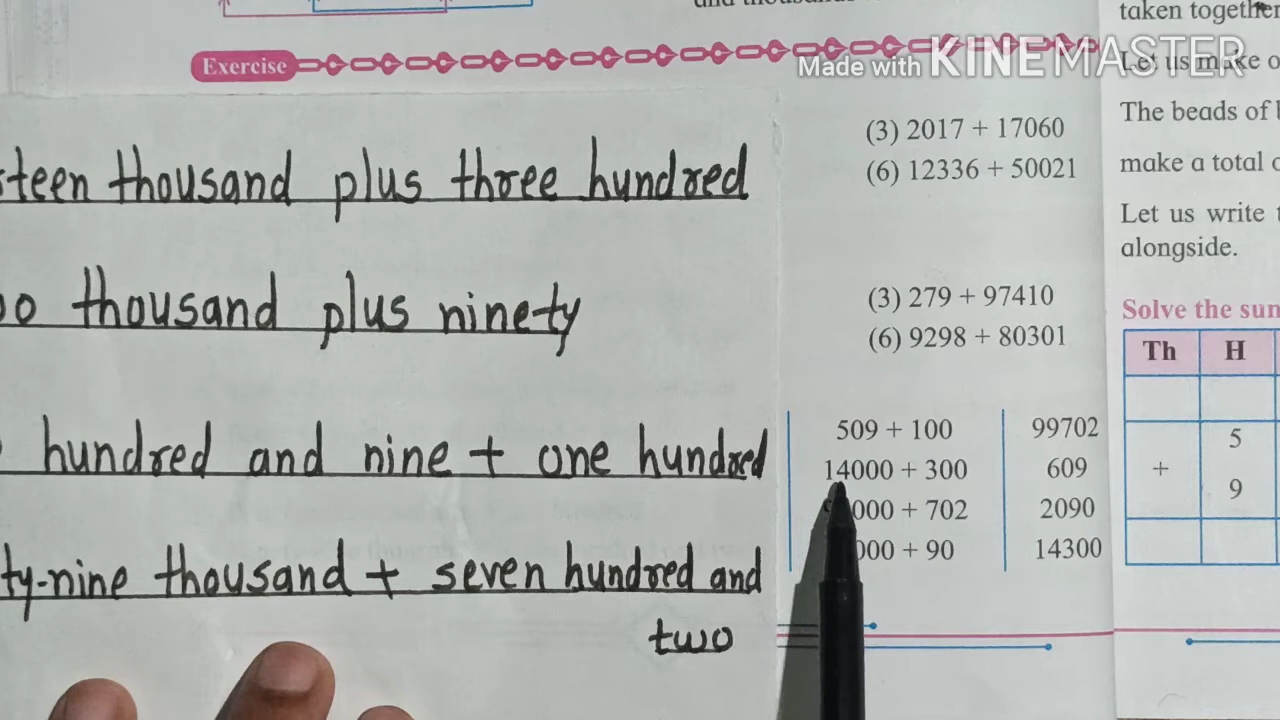 taken together
Exercise
Made with KINEMASTER
Let us make o
The beads of
make a total
Let us write
alongside.
teen thousand plus three hundred
thousand plus ninety
hundred and nine + one hundred
ty-nine thousand + seven hundred and
two
(3) 2017 + 17060
(6) 12336 + 50021
(3) 279 + 97410
(6) 9298 + 80301
509 + 100 99702
14000 + 300 609
000 + 702 2090
000 + 90 14300
Solve the sum
Th H
5
+ 9